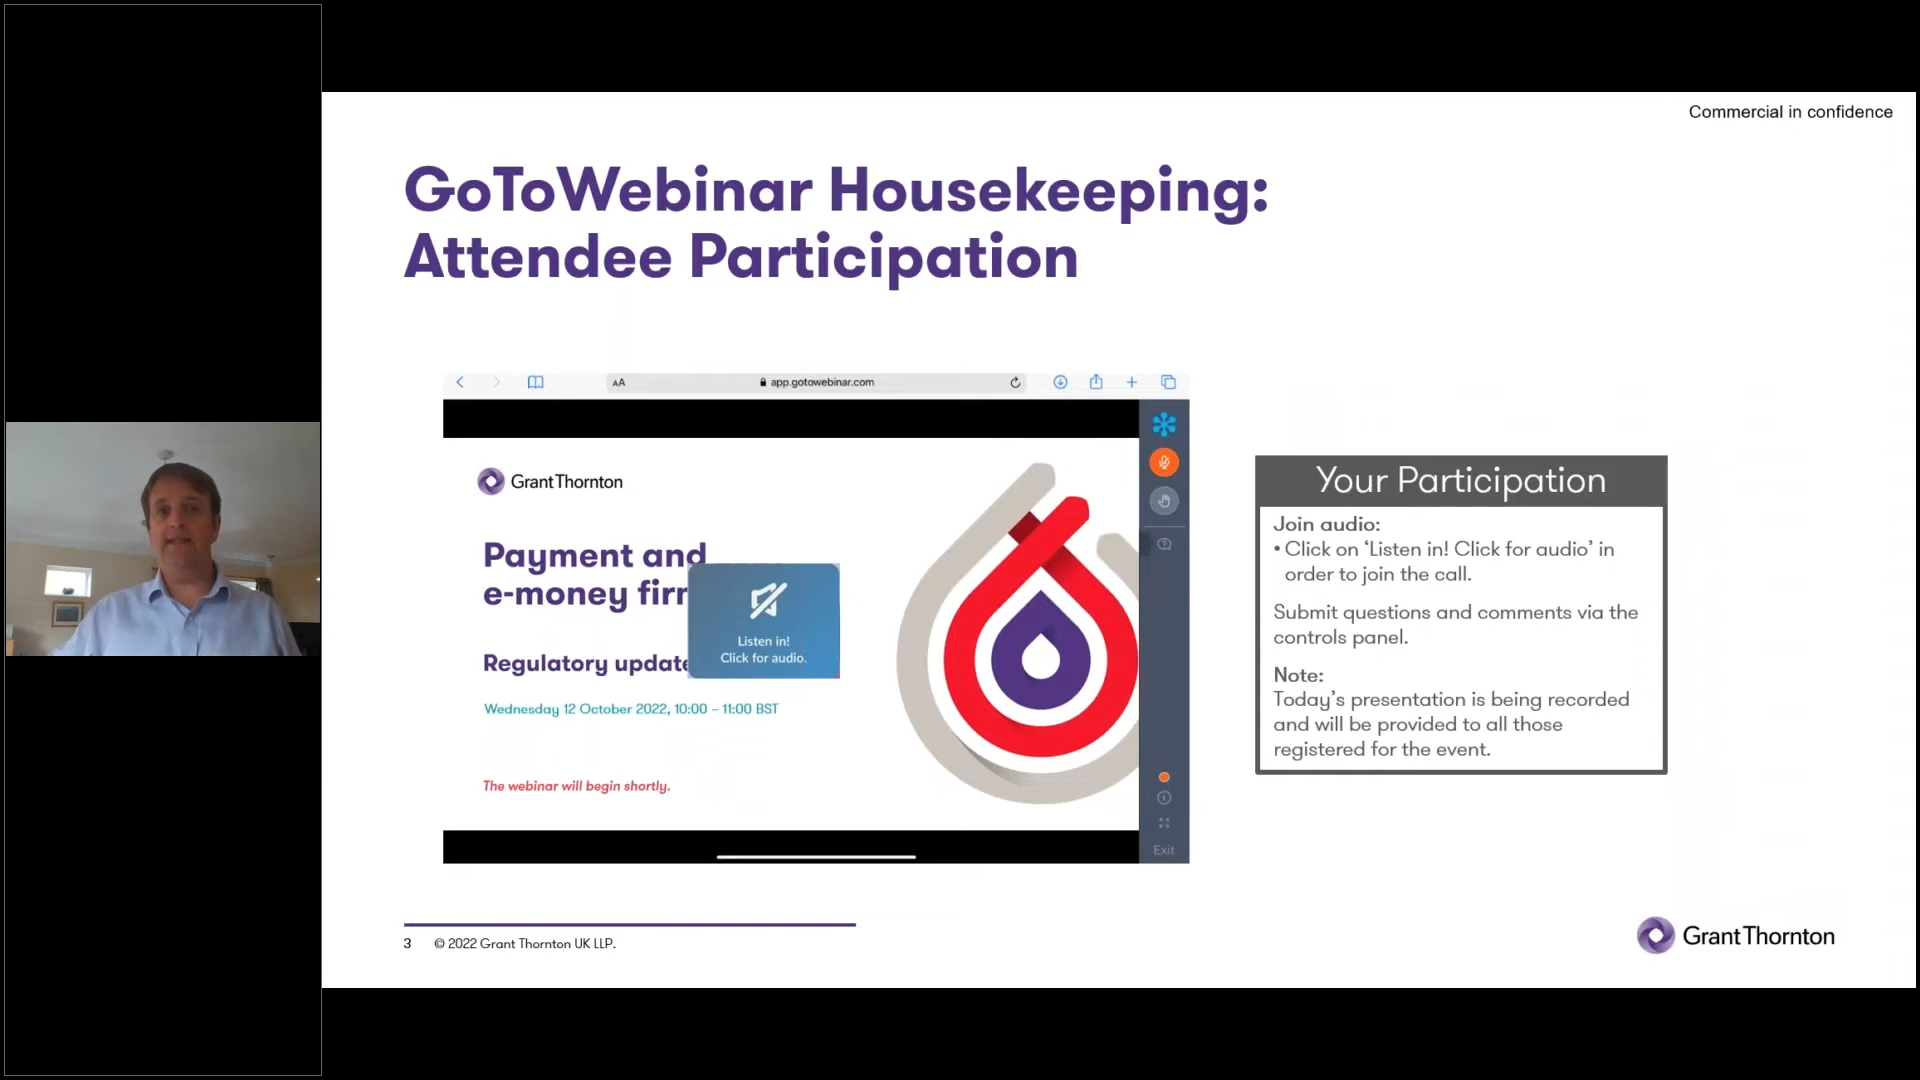 Commercial in confidence
GoToWebinar Housekeeping:
Attendee Participation
AA
app.gotowebinar.com
Grant Thornton
Payment and
e-money fir
Regulatory update
Wednesday 12 October 2022, 10:00 – 11:00 BST
The webinar will begin shortly.
Listen in!
Click for audio.
Exit
Your Participation
Join audio:
• Click on ‘Listen in! Click for audio’ in
order to join the call.
Submit questions and comments via the
controls panel.
Note:
Today’s presentation is being recorded
and will be provided to all those
registered for the event.
3 © 2022 Grant Thornton UK LLP.
Grant Thornton